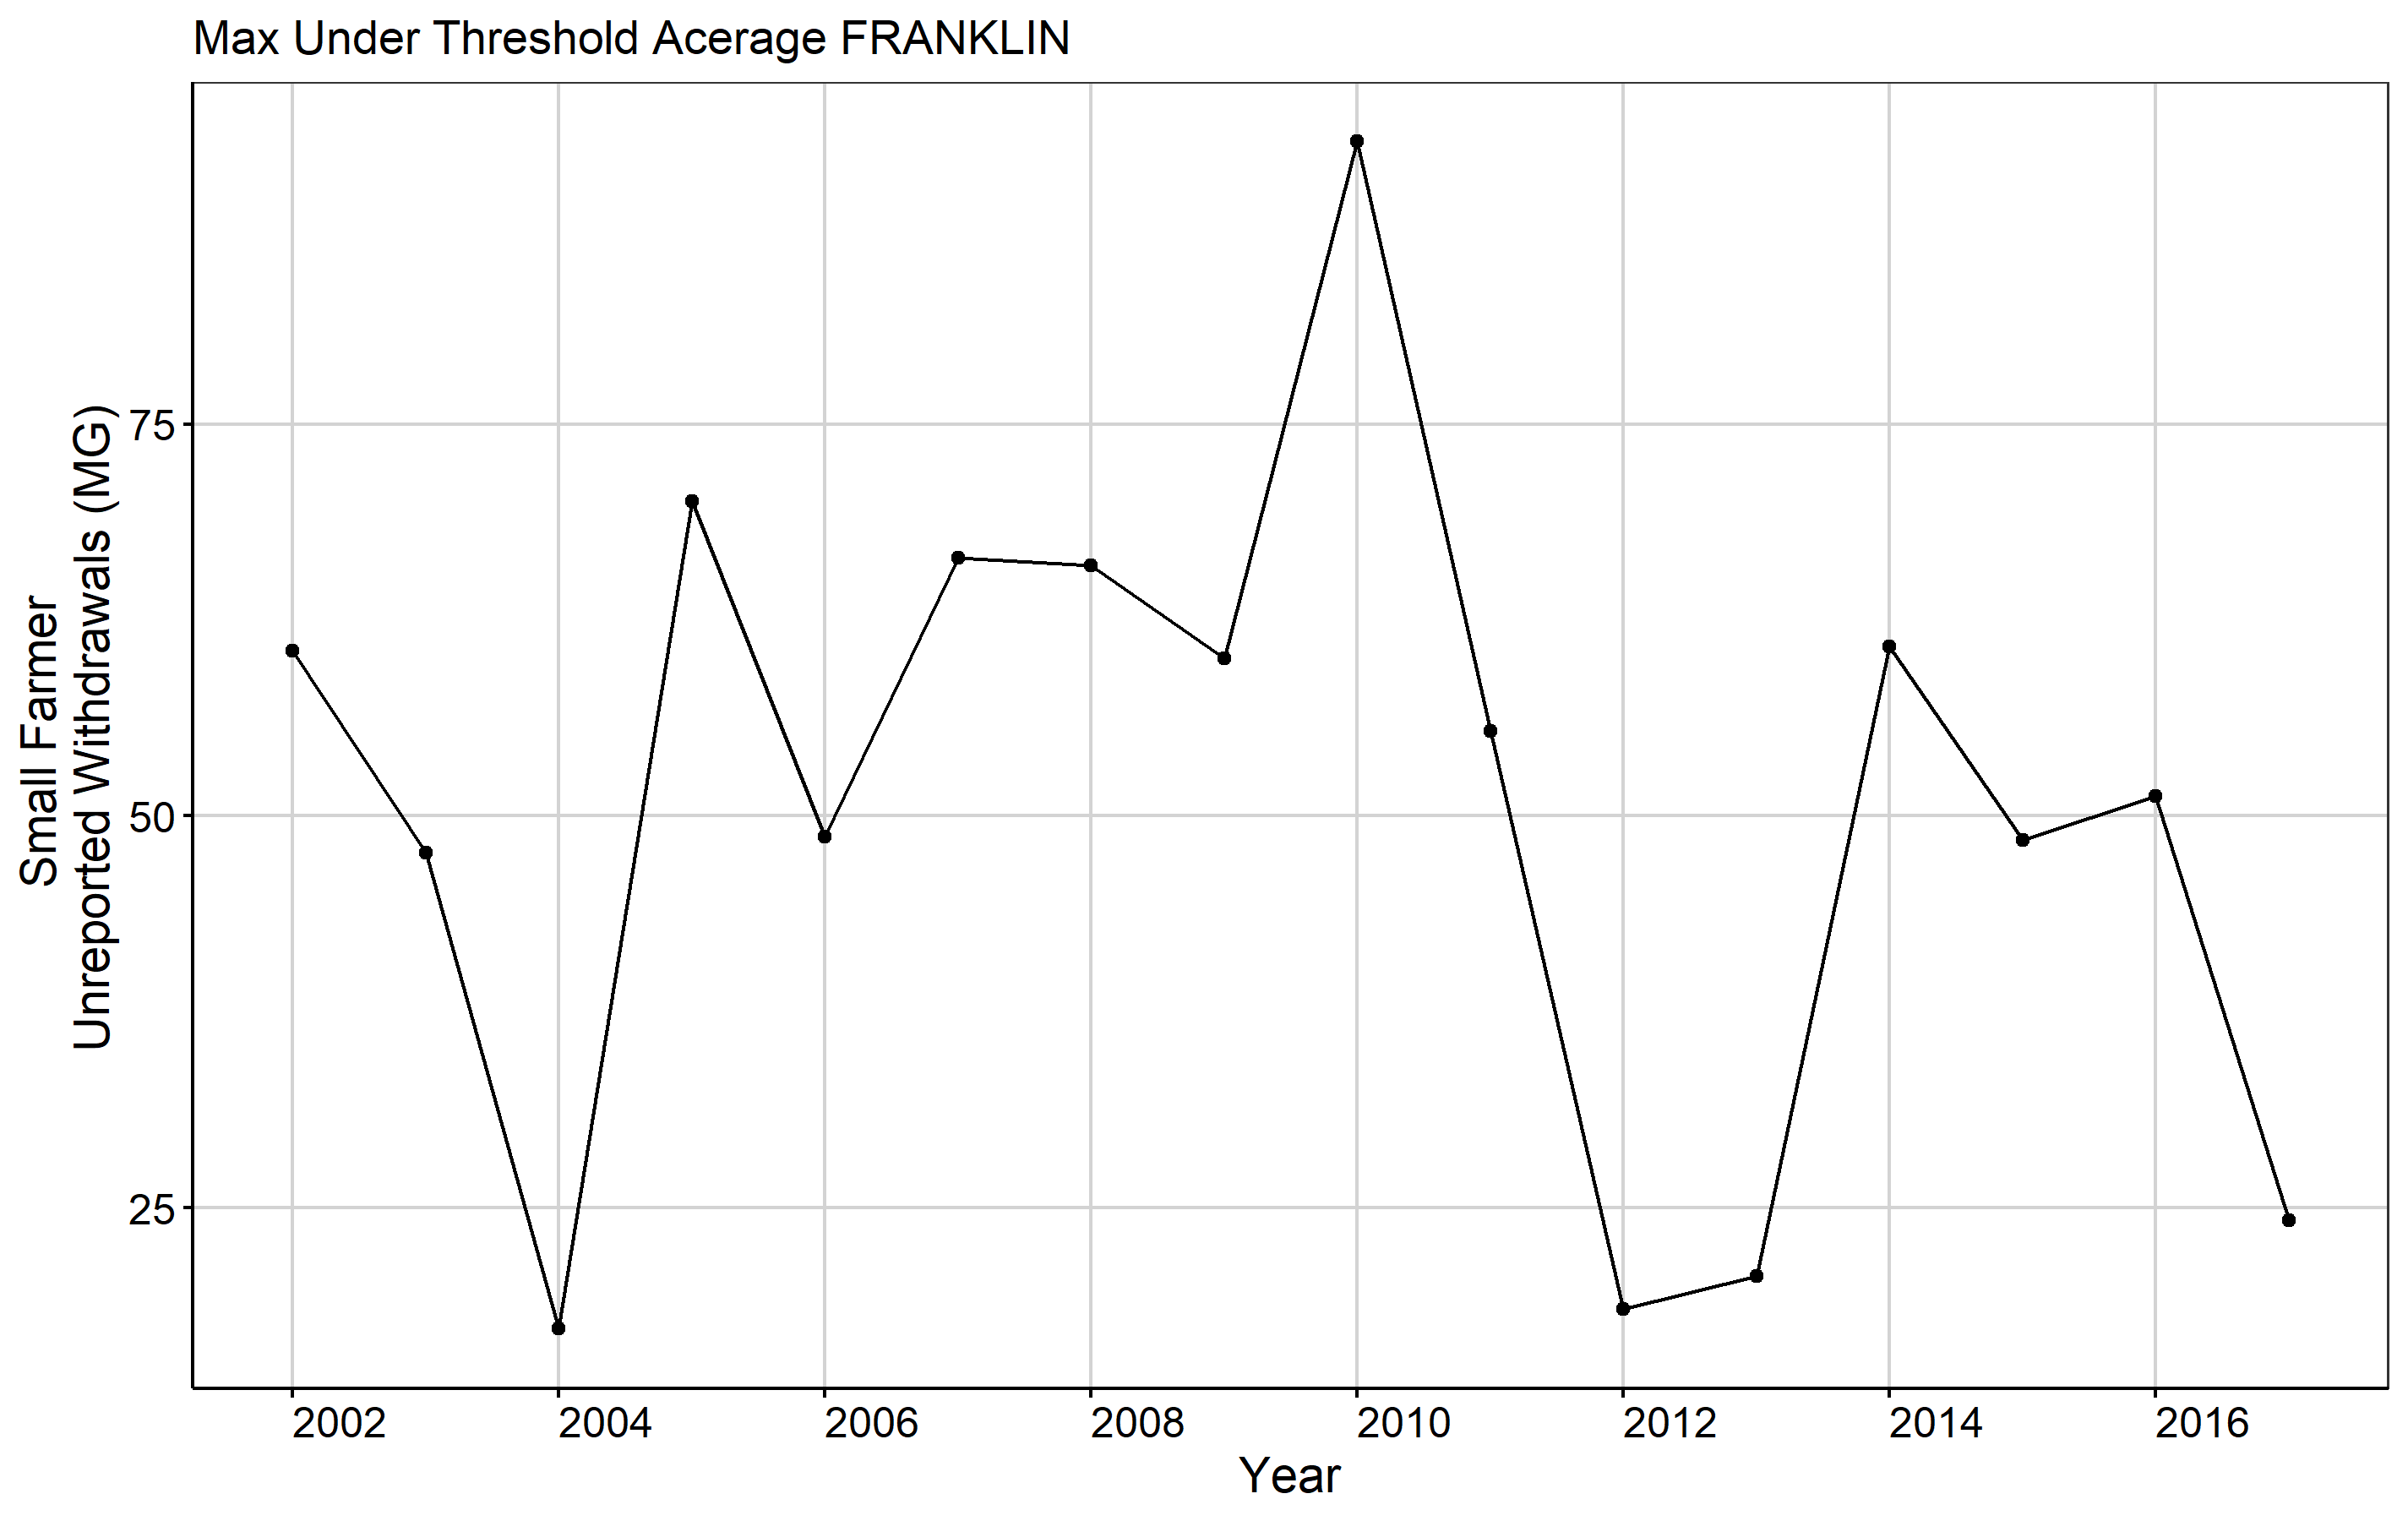 Max Under Threshold Acerage FRANKLIN
Small Farmer
Unreported Withdrawals (MG)
75
50
25
2002
2004
2006
2008
2010
2012
2014
2016
Year